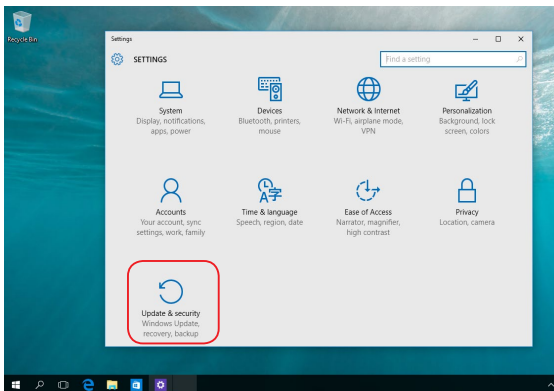 Recycle Bin
Settings
SETTINGS
Find a setting
System
Display, notifications,
apps, power
Devices
Bluetooth, printers,
mouse
Network & Internet
Wi-Fi, airplane mode,
VPN
Personalization
Background, lock
screen, colors
Accounts
Your account, sync
settings, work, family
Time & language
Speech, region, date
Ease of Access
Narrator, magnifier,
high contrast
Privacy
Location, camera
Update & security
Windows Update,
recovery, backup